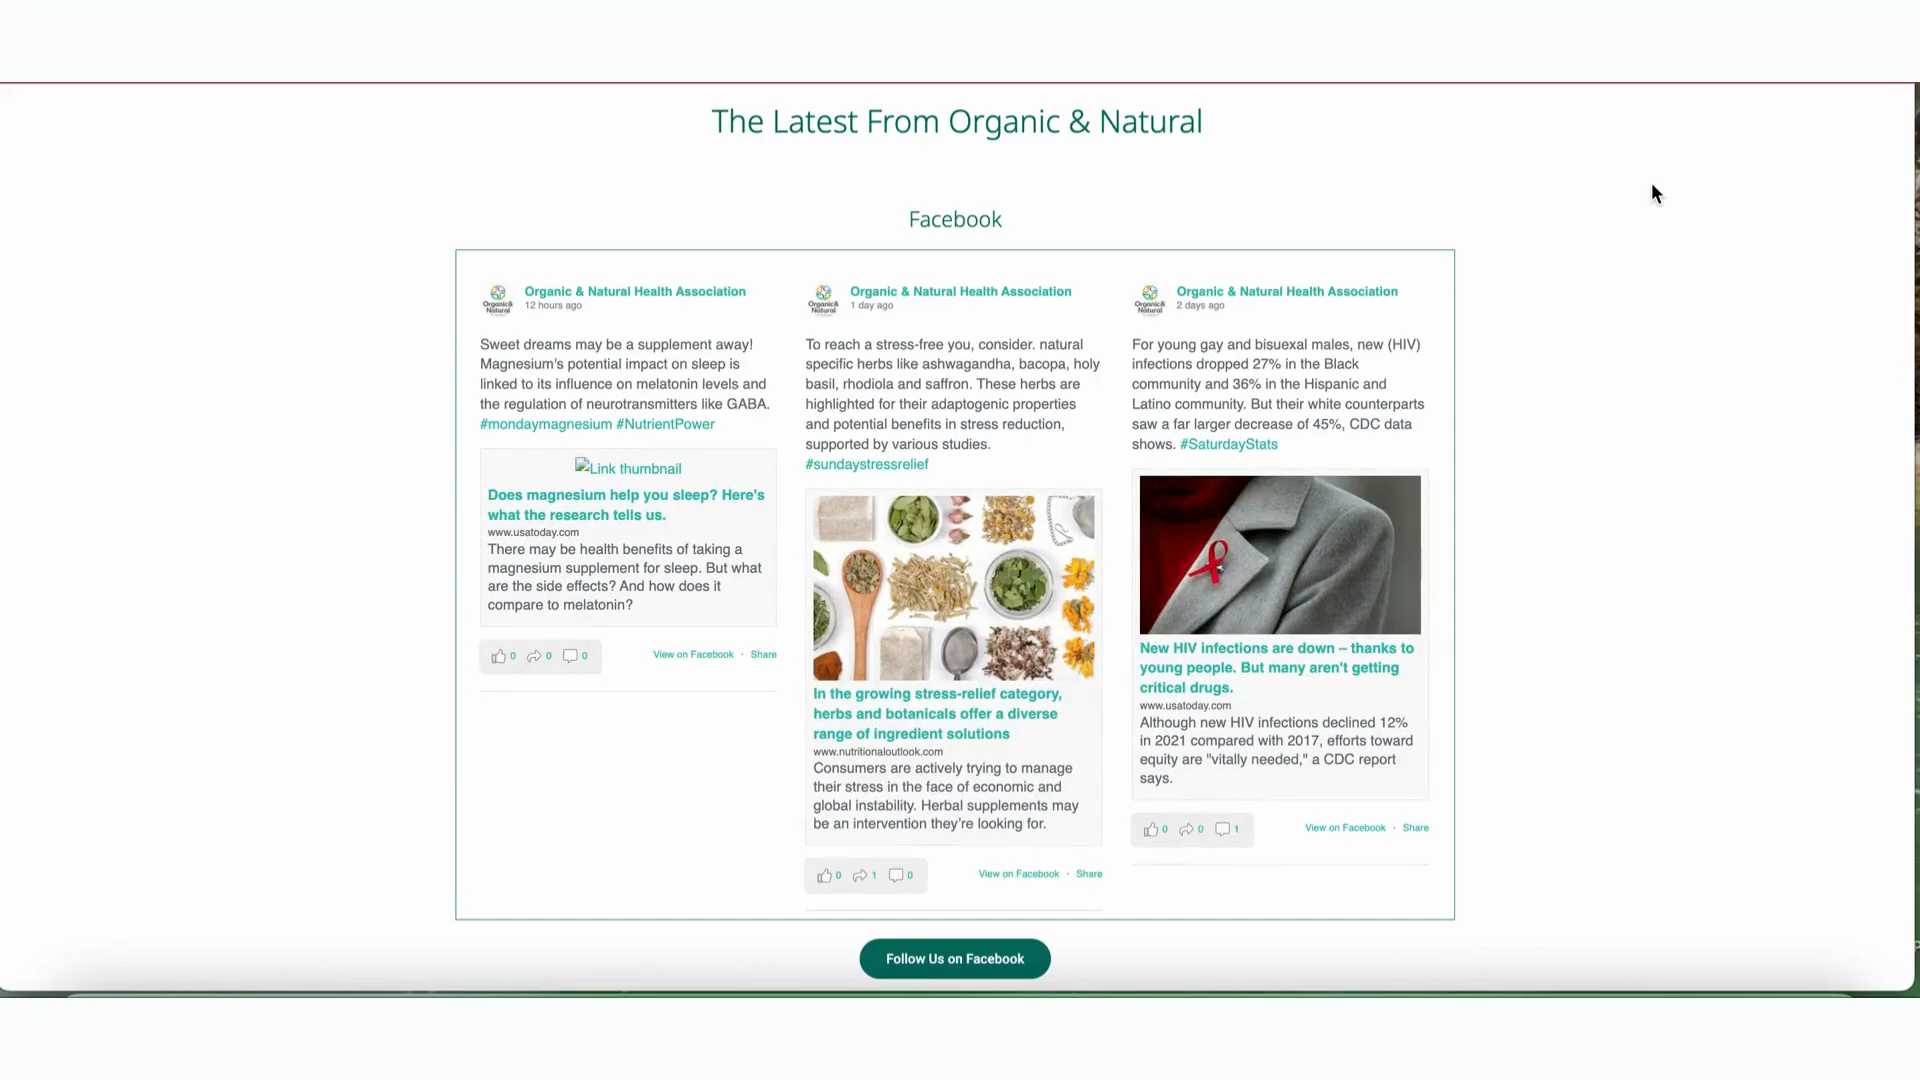 The Latest From Organic & Natural
Facebook
Organic & Natural Health Association
12 hours ago
Sweet dreams may be a supplement away!
Magnesium's potential impact on sleep is
linked to its influence on melatonin levels and
the regulation of neurotransmitters like GABA.
#mondaymagnesium #NutrientPower
Link thumbnail
Does magnesium help you sleep? Here's
what the research tells us.
www.usatoday.com
There may be health benefits of taking a
magnesium supplement for sleep. But what
are the side effects? And how does it
compare to melatonin?
0 0 0 View on Facebook · Share
Organic & Natural Health Association
1 day ago
To reach a stress-free you, consider. natural
specific herbs like ashwagandha, bacopa, holy
basil, rhodiola and saffron. These herbs are
highlighted for their adaptogenic properties
and potential benefits in stress reduction,
supported by various studies.
#sundaystressrelief
In the growing stress-relief category,
herbs and botanicals offer a diverse
range of ingredient solutions
www.nutritionaloutlook.com
Consumers are actively trying to manage
their stress in the face of economic and
global instability. Herbal supplements may
be an intervention they're looking for.
0 1 0 View on Facebook · Share
Organic & Natural Health Association
2 days ago
For young gay and bisuexal males, new (HIV)
infections dropped 27% in the Black
community and 36% in the Hispanic and
Latino community. But their white counterparts
saw a far larger decrease of 45%, CDC data
shows. #SaturdayStats
New HIV infections are down – thanks to
young people. But many aren't getting
critical drugs.
www.usatoday.com
Although new HIV infections declined 12%
in 2021 compared with 2017, efforts toward
equity are "vitally needed," a CDC report
says.
0 0 1 View on Facebook · Share
Organic&
Natural
Organic&
Natural
Organic&
Natural
Follow Us on Facebook